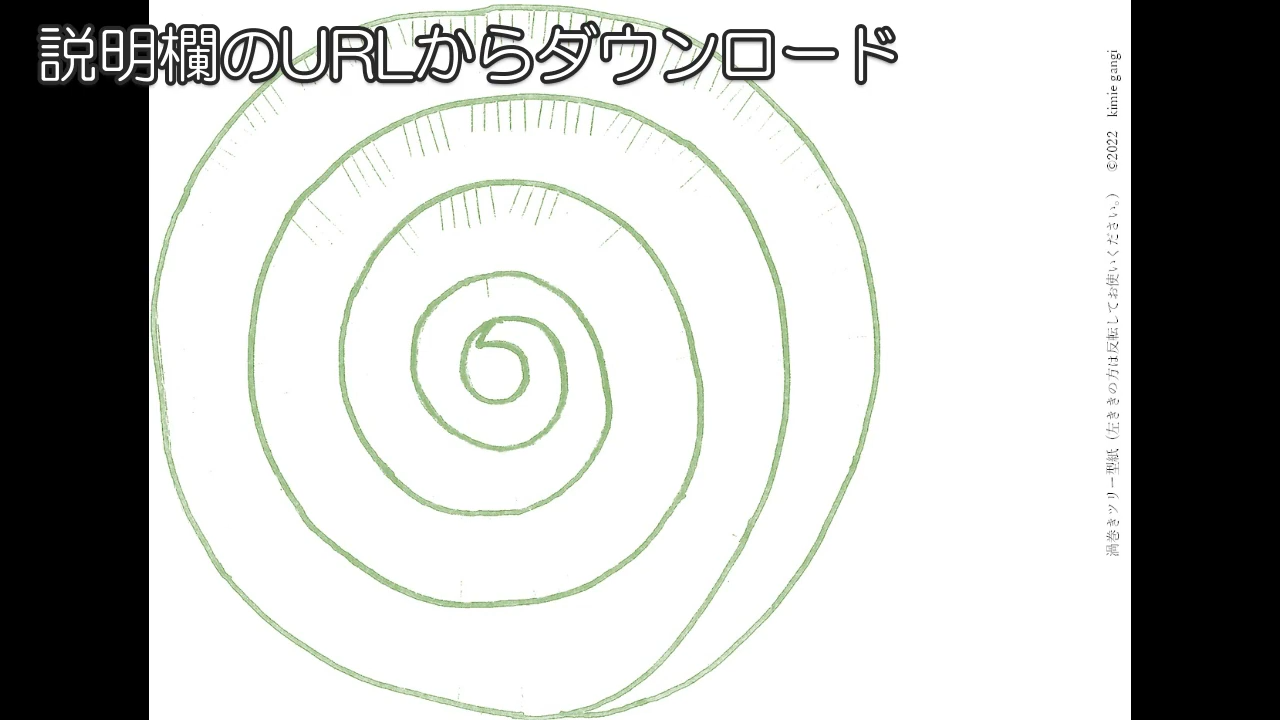 説明欄のURLからダウンロード
渦巻きツリー型紙（左ききの方は反転してお使いください。） ©2022 kimie gangi